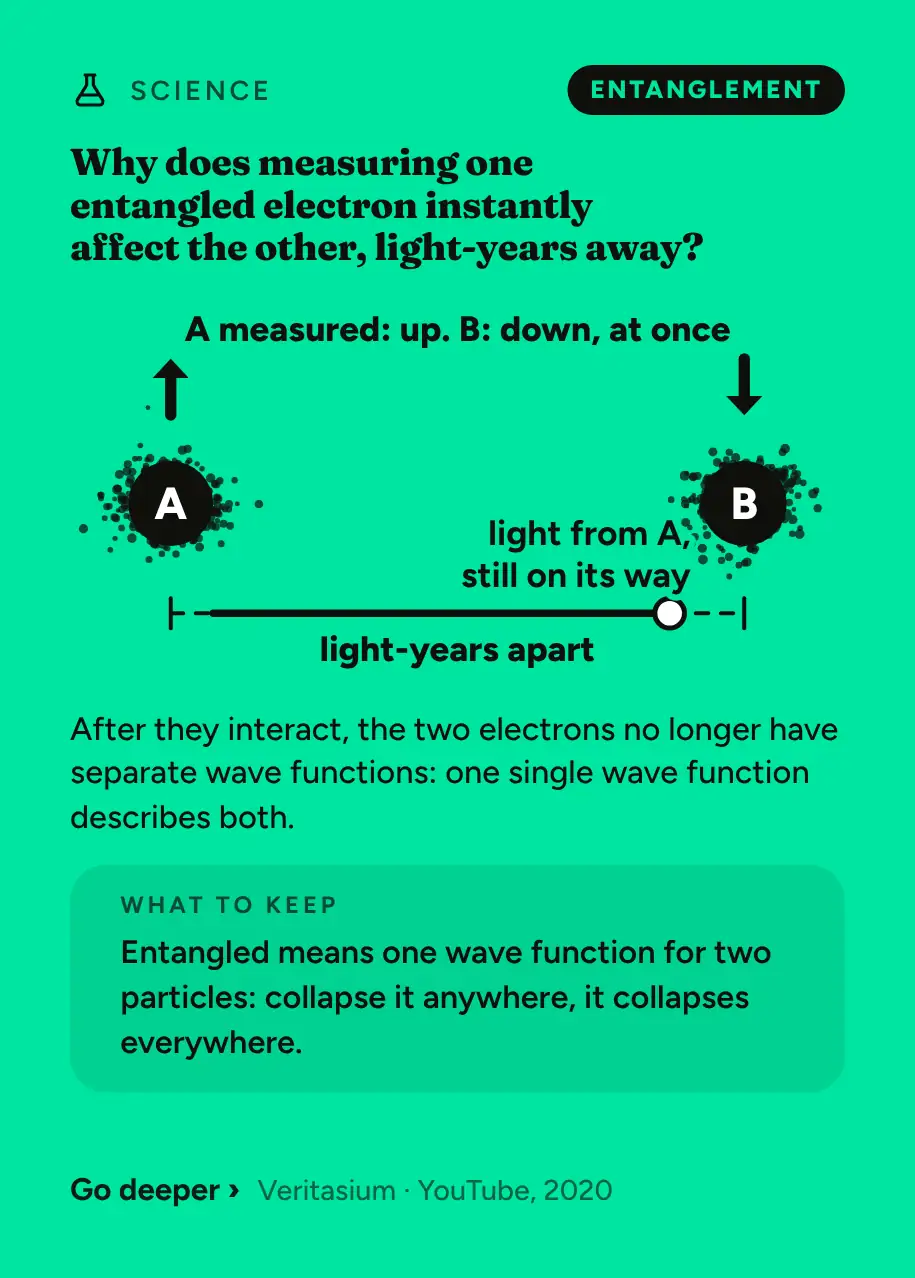 SCIENCE
ENTANGLEMENT
Why does measuring one
entangled electron instantly
affect the other, light-years away?
A measured: up. B: down, at once
A
B
light from A,
still on its way
light-years apart
After they interact, the two electrons no longer have
separate wave functions: one single wave function
describes both.
WHAT TO KEEP
Entangled means one wave function for two
particles: collapse it anywhere, it collapses
everywhere.
Go deeper › Veritasium · YouTube, 2020